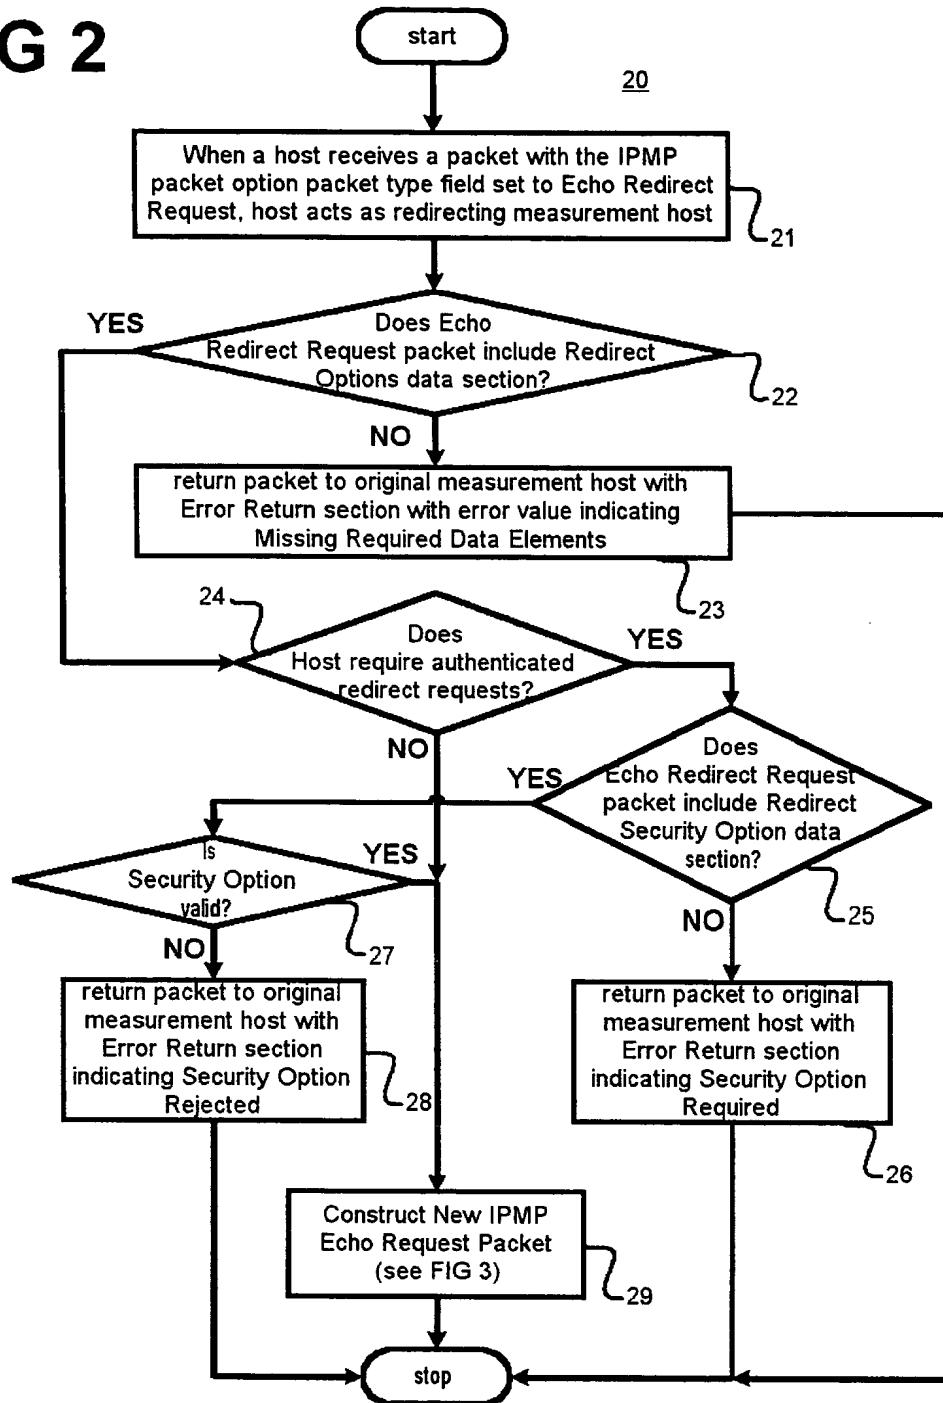 G 2
start
20
When a host receives a packet with the IPMP
packet option packet type field set to Echo Redirect
Request, host acts as redirecting measurement host
21
YES
Does Echo
Redirect Request packet include Redirect
Options data section?
22
NO
return packet to original measurement host with
Error Return section with error value indicating
Missing Required Data Elements
23
24
Does
Host require authenticated
redirect requests?
YES
NO
Does
Echo Redirect Request
packet include Redirect
Security Option data
section?
YES
25
NO
Is
Security Option
valid?
YES
27
NO
return packet to original
measurement host with
Error Return section
indicating Security Option
Rejected
28
return packet to original
measurement host with
Error Return section
indicating Security Option
Required
26
Construct New IPMP
Echo Request Packet
(see FIG 3)
29
stop